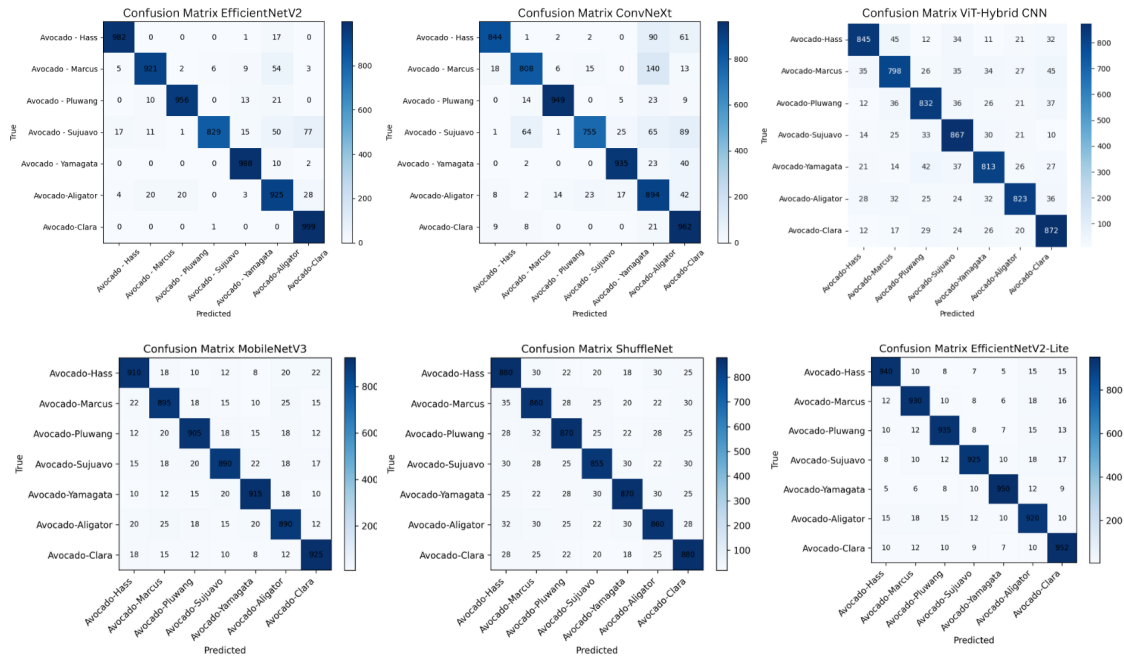 Confusion Matrix EfficientNetV2
Avocado - Hass 982 0 0 0 1 17 0
Avocado - Marcus 5 921 2 6 9 54 3
Avocado - Pluwang 0 10 956 0 13 21 0
Avocado - Sujuavo 17 11 1 829 15 50 77
Avocado - Yamagata 0 0 0 0 988 10 2
Avocado-Aligator 4 20 20 0 3 925 28
Avocado-Clara 0 0 0 1 0 0 999
True
Avocado - Hass
Avocado - Marcus
Avocado - Pluwang
Avocado - Sujuavo
Avocado - Yamagata
Avocado-Aligator
Avocado-Clara
Predicted
800
600
400
200
0
Confusion Matrix ConvNeXt
Avocado - Hass 844 1 2 2 0 90 61
Avocado - Marcus 18 808 6 15 0 140 13
Avocado - Pluwang 0 14 949 0 5 23 9
Avocado - Sujuavo 1 64 0 755 25 65 89
Avocado - Yamagata 0 2 0 0 935 23 40
Avocado-Aligator 8 2 14 23 17 894 42
Avocado-Clara 9 8 0 0 0 21 962
True
Avocado - Hass
Avocado - Marcus
Avocado - Pluwang
Avocado - Sujuavo
Avocado - Yamagata
Avocado-Aligator
Avocado-Clara
Predicted
800
600
400
200
0
Confusion Matrix ViT-Hybrid CNN
Avocado-Hass 845 45 12 34 11 21 32
Avocado-Marcus 35 798 26 35 34 27 45
Avocado-Pluwang 12 36 832 36 26 21 37
Avocado-Sujuavo 14 25 33 867 30 21 10
Avocado-Yamagata 21 14 42 37 813 26 27
Avocado-Aligator 28 32 25 24 32 823 36
Avocado-Clara 12 17 29 24 26 20 872
True
Avocado-Hass
Avocado-Marcus
Avocado-Pluwang
Avocado-Sujuavo
Avocado-Yamagata
Avocado-Aligator
Avocado-Clara
Predicted
800
700
600
500
400
300
200
100
Confusion Matrix MobileNetV3
Avocado-Hass 910 18 10 12 8 20 22
Avocado-Marcus 22 895 18 15 10 25 15
Avocado-Pluwang 12 20 905 18 15 18 12
Avocado-Sujuavo 15 18 20 890 22 18 17
Avocado-Yamagata 10 12 15 20 915 18 10
Avocado-Aligator 20 25 18 15 20 890 12
Avocado-Clara 18 15 12 10 8 12 925
True
Avocado-Hass
Avocado-Marcus
Avocado-Pluwang
Avocado-Sujuavo
Avocado-Yamagata
Avocado-Aligator
Avocado-Clara
Predicted
800
600
400
200
Confusion Matrix ShuffleNet
Avocado-Hass 880 30 22 20 18 30 25
Avocado-Marcus 35 860 28 25 20 22 30
Avocado-Pluwang 28 32 870 25 22 28 25
Avocado-Sujuavo 30 28 25 855 30 22 30
Avocado-Yamagata 25 22 28 30 870 30 25
Avocado-Aligator 32 30 25 22 30 860 28
Avocado-Clara 28 25 22 20 18 25 880
True
Avocado-Hass
Avocado-Marcus
Avocado-Pluwang
Avocado-Sujuavo
Avocado-Yamagata
Avocado-Aligator
Avocado-Clara
Predicted
800
700
600
500
400
300
200
100
Confusion Matrix EfficientNetV2-Lite
Avocado-Hass 840 10 8 7 5 15 15
Avocado-Marcus 12 930 10 8 6 18 16
Avocado-Pluwang 10 12 935 8 7 15 13
Avocado-Sujuavo 8 10 12 925 10 18 17
Avocado-Yamagata 5 6 8 10 950 12 9
Avocado-Aligator 15 18 15 12 10 920 10
Avocado-Clara 10 12 10 9 7 10 952
True
Avocado-Hass
Avocado-Marcus
Avocado-Pluwang
Avocado-Sujuavo
Avocado-Yamagata
Avocado-Aligator
Avocado-Clara
Predicted
800
600
400
200